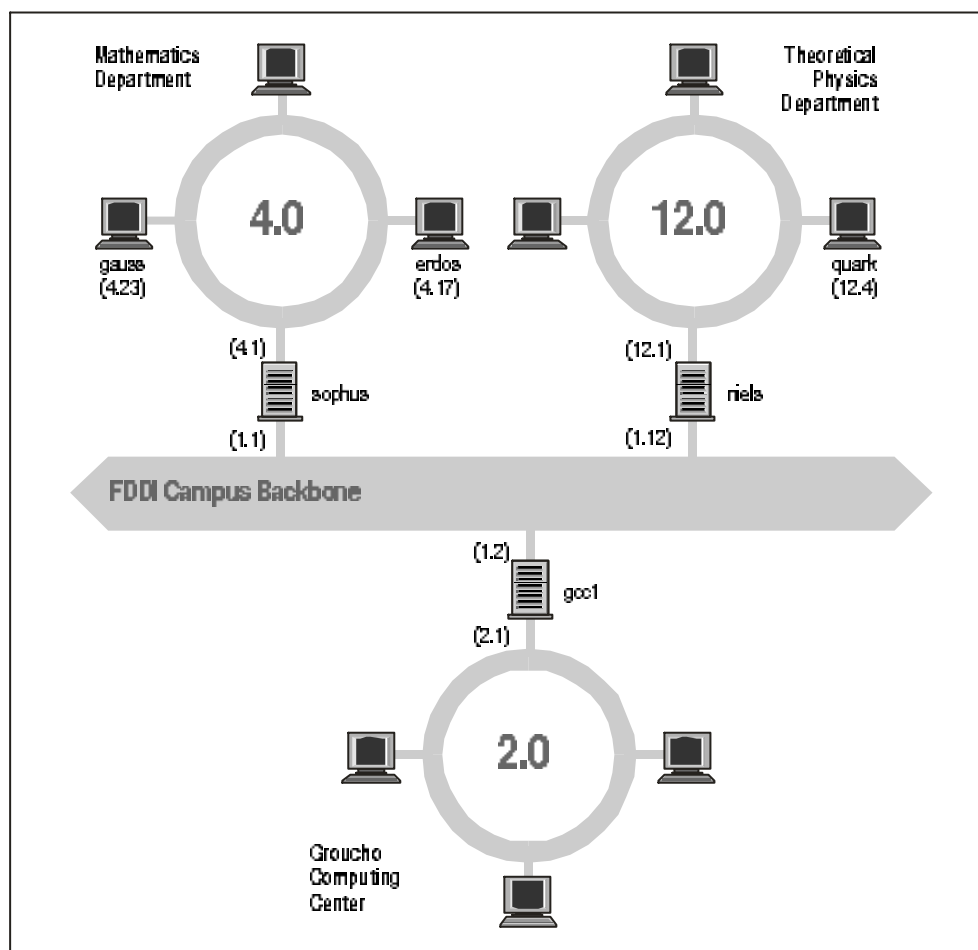 Mathematics
Department
Theoretical
Physics
Department
4.0
12.0
gauss
(4.23)
erdos
(4.17)
quark
(12.4)
(4.1)
sophus
(1.1)
(12.1)
niels
(1.12)
FDDI Campus Backbone
(1.2)
gcc1
(2.1)
2.0
Groucho
Computing
Center